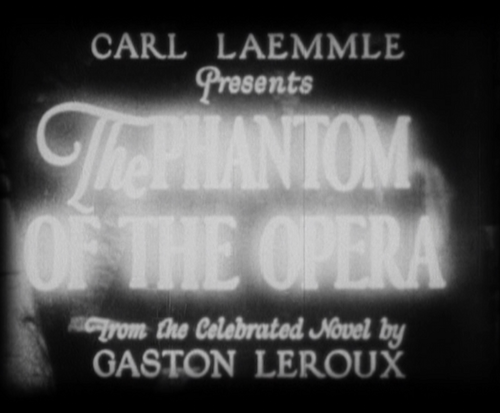 CARL LAEMMLE
Presents
The PHANTOM
OF THE OPERA
From the Celebrated Novel by
GASTON LEROUX